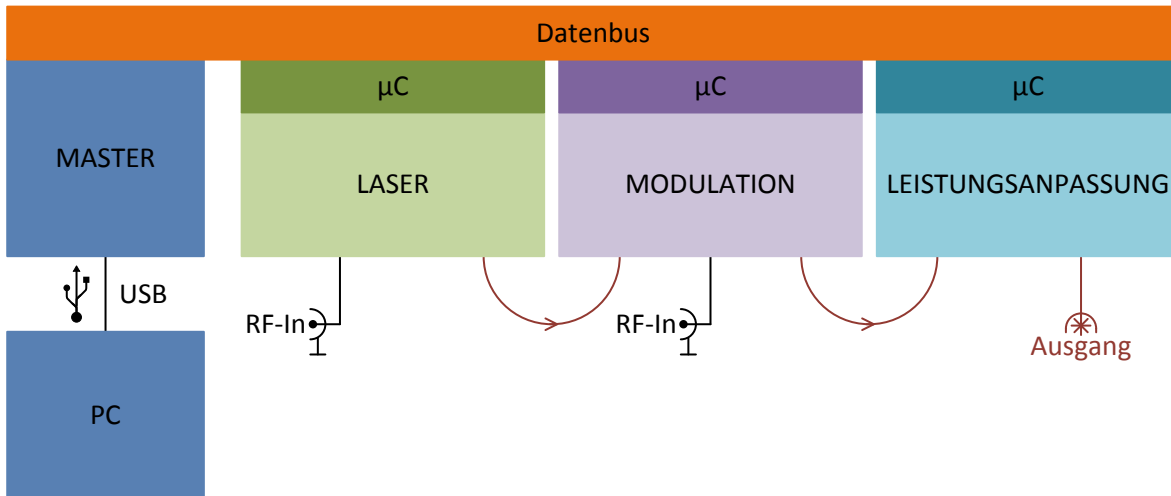 Datenbus
MASTER
µC
µC
µC
LASER
MODULATION
LEISTUNGSANPASSUNG
USB
RF-In
RF-In
Ausgang
PC